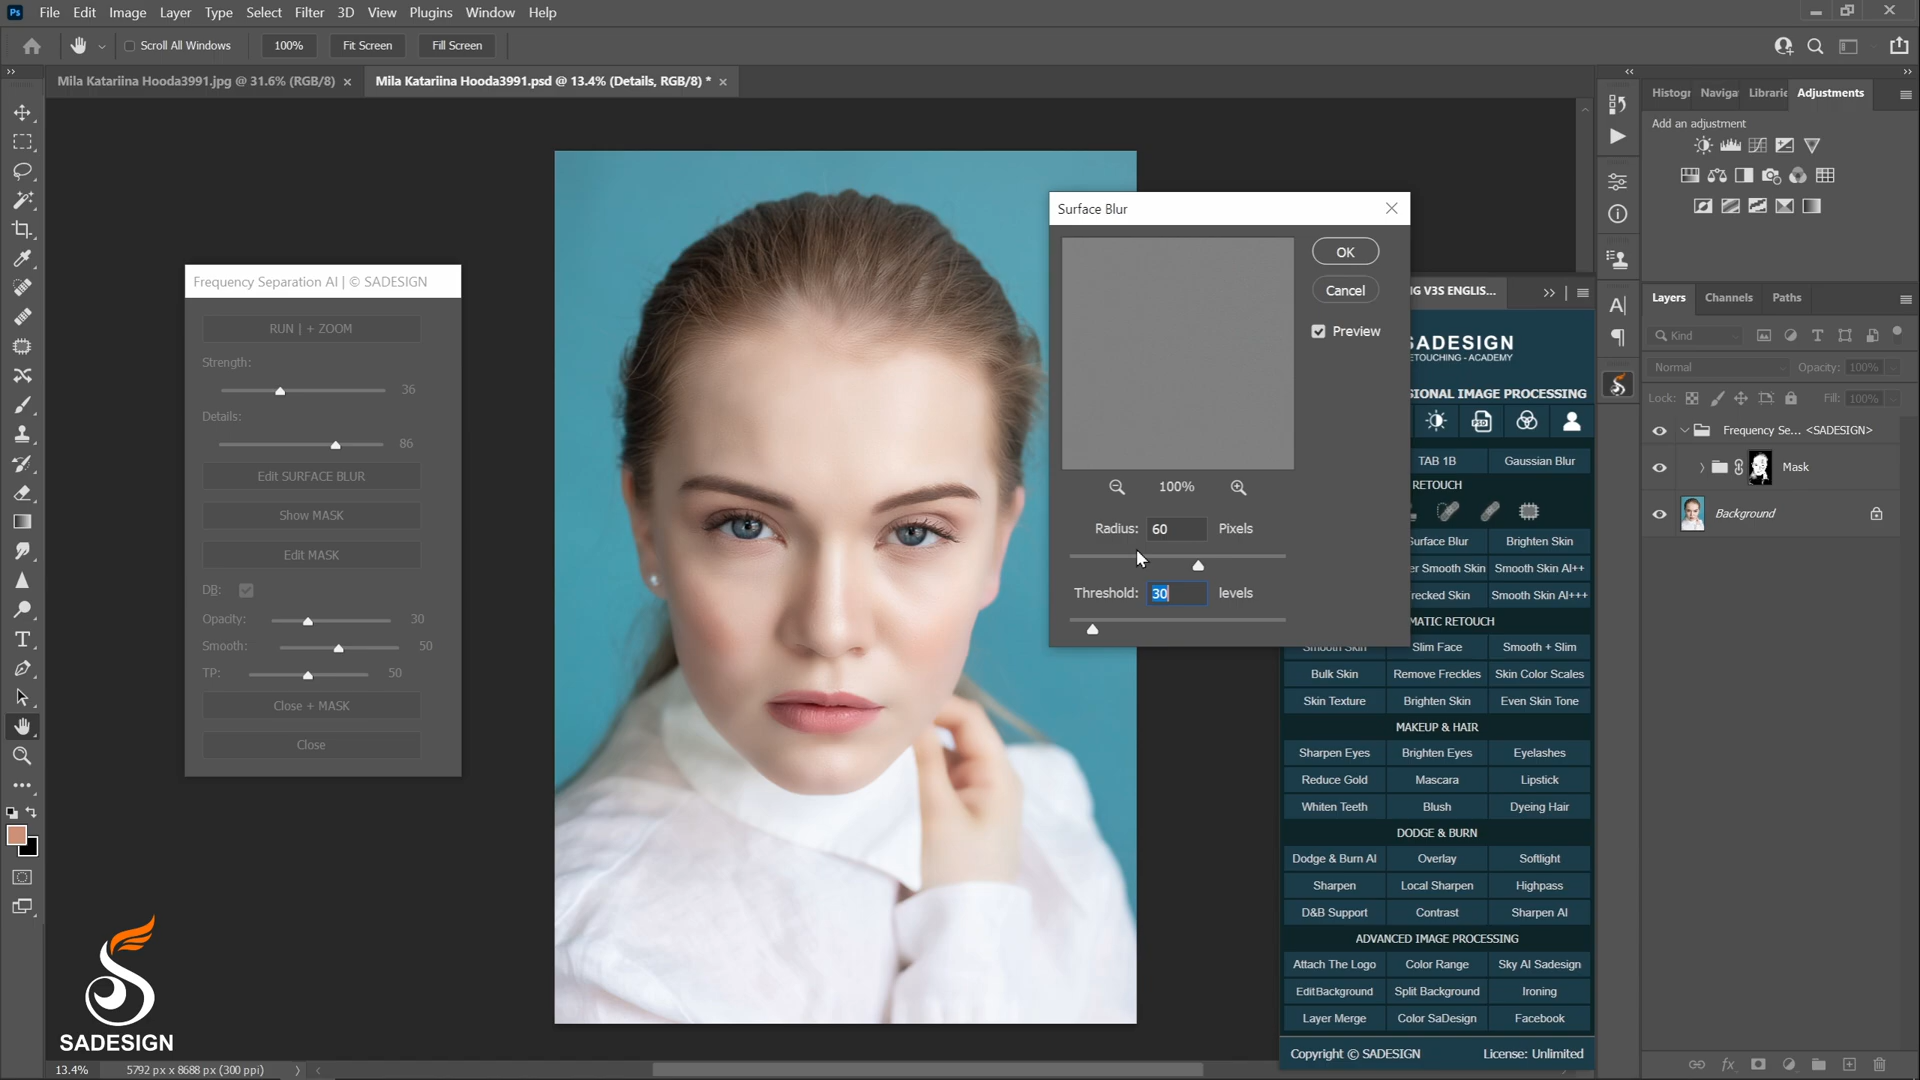 Ps File Edit Image Layer Type Select Filter 3D View Plugins Window Help
Scroll All Windows 100% Fit Screen Fill Screen
Mila Katariina Hooda3991.jpg @ 31.6% (RGB/8) × Mila Katariina Hooda3991.psd @ 13.4% (Details, RGB/8) * ×
Frequency Separation AI | © SADESIGN
RUN | + ZOOM
Strength:
36
Details:
86
Edit SURFACE BLUR
Show MASK
Edit MASK
DB:
Opacity: 30
Smooth: 50
TP: 50
Close + MASK
Close
SADESIGN
Surface Blur
OK
Cancel
Preview
100%
Radius: 60 Pixels
Threshold: 30 levels
G V3S ENGLIS...
SADESIGN
ETOUCHING - ACADEMY
SIONAL IMAGE PROCESSING
PSD
TAB 1B Gaussian Blur
RETOUCH
Surface Blur Brighten Skin
er Smooth Skin Smooth Skin AI++
recked Skin Smooth Skin AI+++
MATIC RETOUCH
Smooth Skin Slim Face Smooth + Slim
Bulk Skin Remove Freckles Skin Color Scales
Skin Texture Brighten Skin Even Skin Tone
MAKEUP & HAIR
Sharpen Eyes Brighten Eyes Eyelashes
Reduce Gold Mascara Lipstick
Whiten Teeth Blush Dyeing Hair
DODGE & BURN
Dodge & Burn AI Overlay Softlight
Sharpen Local Sharpen Highpass
D&B Support Contrast Sharpen AI
ADVANCED IMAGE PROCESSING
Attach The Logo Color Range Sky AI Sadesign
EditBackground Split Background Ironing
Layer Merge Color SaDesign Facebook
Copyright © SADESIGN License: Unlimited
Histogr Naviga Librarie Adjustments
Add an adjustment
Layers Channels Paths
Kind
Normal Opacity: 100%
Lock: Fill: 100%
Frequency Se... <SADESIGN>
Mask
Background
13.4% 5792 px x 8688 px (300 ppi)